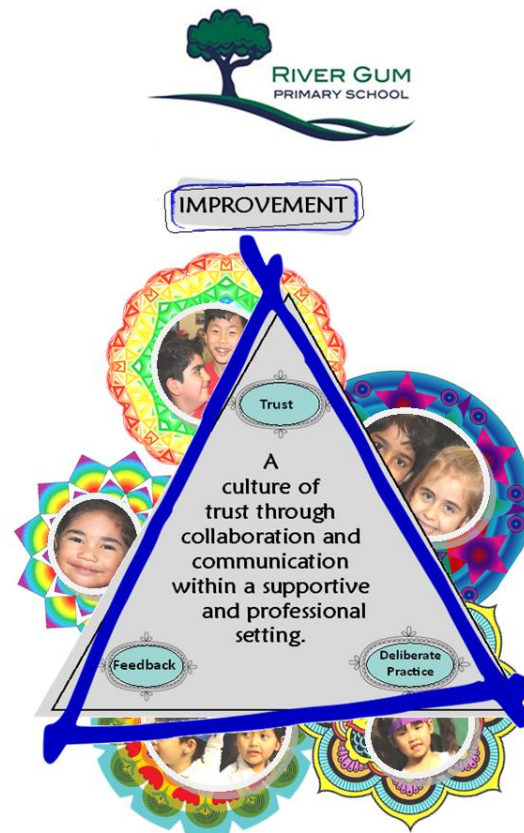 RIVER GUM
PRIMARY SCHOOL
IMPROVEMENT
Trust
A
culture of
trust through
collaboration and
communication
within a supportive
and professional
setting.
Feedback
Deliberate
Practice